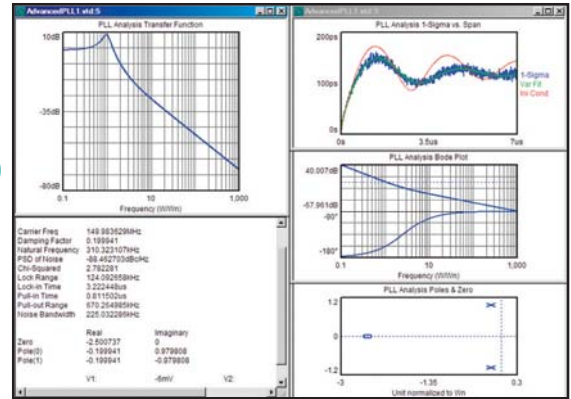 AdvancedPLL1.xtd:5
PLL Analysis Transfer Function
10dB
-35dB
-80dB
0.1
10
1,000
Frequency (W/Wn)
Carrier Freq 149.983629MHz
Damping Factor 0.199941
Natural Frequency 310.323107kHz
PSD of Noise -88.462703dBc/Hz
Chi-Squared 2.782281
Lock Range 124.092658kHz
Lock-in Time 3.222448us
Pull-in Time 0.811502us
Pull-out Range 670.264985kHz
Noise Bandwidth 225.032286kHz
Real Imaginary
Zero -2.500737 0
Pole(0) -0.199941 0.979808
Pole(1) -0.199941 -0.979808
V1: -6mV V2:
PLL Analysis 1-Sigma vs. Span
200ps
100ps
0s
0s
3.5us
7us
1-Sigma
Var Fit
Ini Cond
PLL Analysis Bode Plot
40.007dB
-67.961dB
-90°
-180°
0.1
10
1,000
Frequency (W/Wn)
PLL Analysis Poles & Zero
1.2
0
-1.2
-3
-1.35
0.3
Unit normalized to Wn